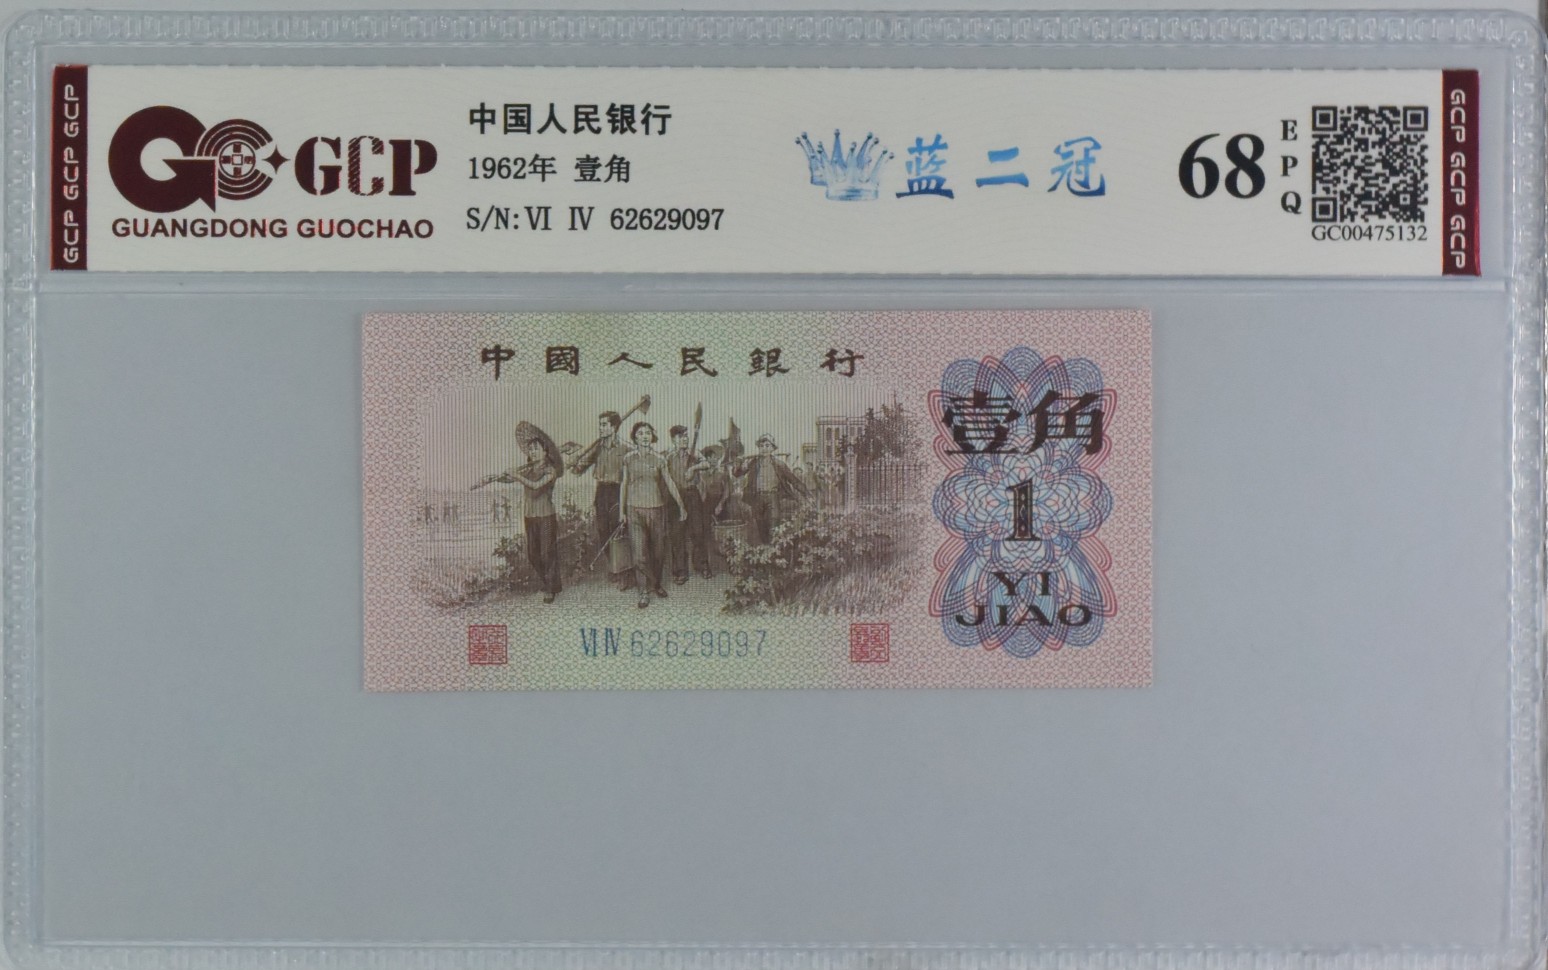 GCP GCP GCP
GCP
GUANGDONG GUOCHAO
中国人民银行
1962年 壹角
S/N: VI IV 62629097
蓝二冠
68
EPQ
GC00475132
GCP GCP GCP
中國人民銀行
壹角
1
YI
JIAO
VI IV 62629097